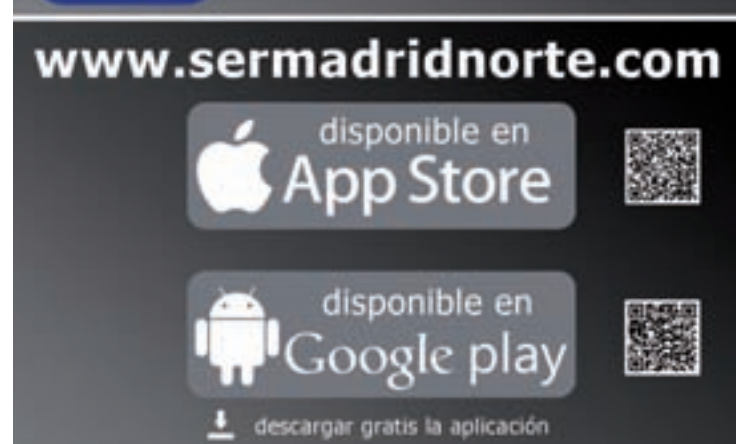 www.sermadridnorte.com
disponible en
App Store
disponible en
Google play
descargar gratis la aplicación